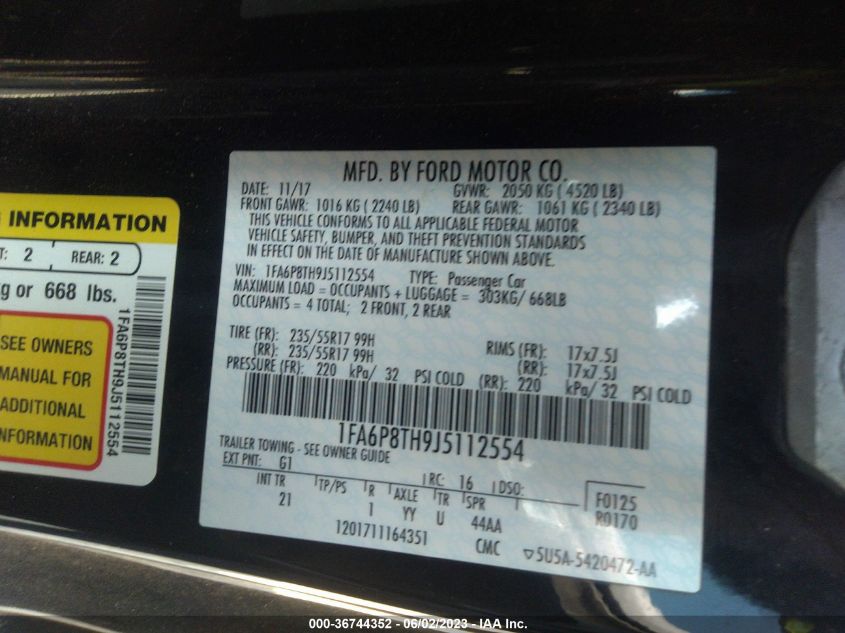 G INFORMATION
T: 2 REAR: 2
kg or 668 lbs.
SEE OWNERS
MANUAL FOR
ADDITIONAL
INFORMATION
1FA6P8TH9J5112554
MFD. BY FORD MOTOR CO.
DATE: 11/17 GVWR: 2050 KG ( 4520 LB)
FRONT GAWR: 1016 KG ( 2240 LB) REAR GAWR: 1061 KG ( 2340 LB)
THIS VEHICLE CONFORMS TO ALL APPLICABLE FEDERAL MOTOR
VEHICLE SAFETY, BUMPER, AND THEFT PREVENTION STANDARDS
IN EFFECT ON THE DATE OF MANUFACTURE SHOWN ABOVE.
VIN: 1FA6P8TH9J5112554 TYPE: Passenger Car
MAXIMUM LOAD = OCCUPANTS + LUGGAGE = 303KG/ 668LB
OCCUPANTS = 4 TOTAL; 2 FRONT, 2 REAR
TIRE (FR): 235/55R17 99H RIMS (FR): 17x7.5J
(RR): 235/55R17 99H (RR): 17x7.5J
PRESSURE (FR): 220 kPa/ 32 PSI COLD (RR): 220 kPa/ 32 PSI COLD
1FA6P8TH9J5112554
TRAILER TOWING - SEE OWNER GUIDE
EXT PNT: G1 RC: 16 DSO: F0125
INT TR TP/PS R AXLE TR SPR R0170
21 1 YY U 44AA
1201711164351 CMC ▽5U5A-5420472-AA
000-36744352 - 06/02/2023 - IAA Inc.